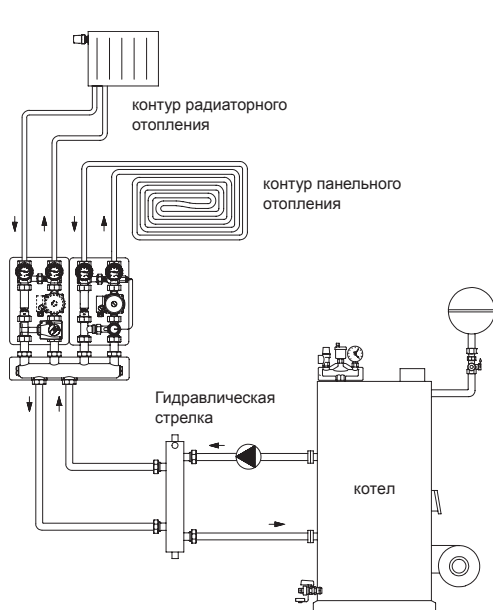 контур радиаторного
отопления
контур панельного
отопления
Гидравлическая
стрелка
котел